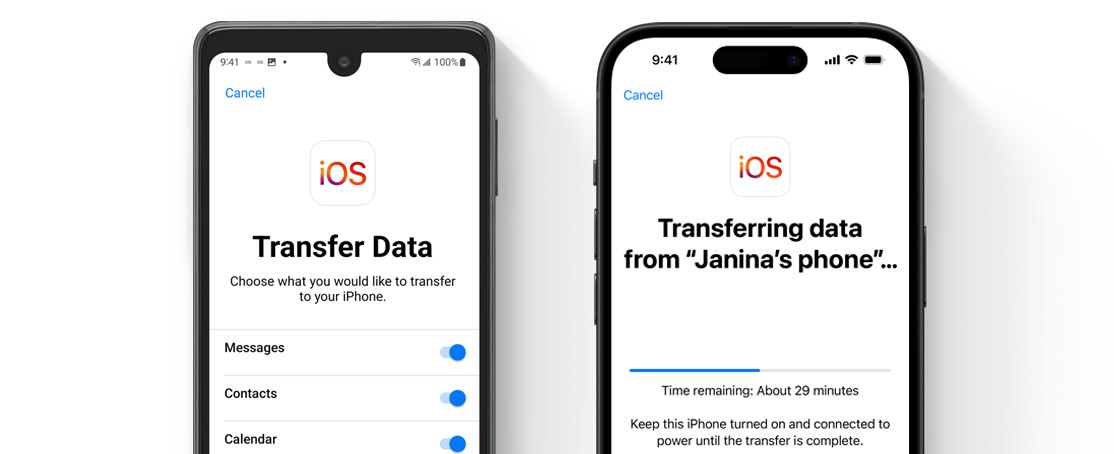 9:41
100%
Cancel
iOS
Transfer Data
Choose what you would like to transfer
to your iPhone.
Messages
Contacts
Calendar
9:41
Cancel
iOS
Transferring data
from “Janina’s phone”...
Time remaining: About 29 minutes
Keep this iPhone turned on and connected to
power until the transfer is complete.